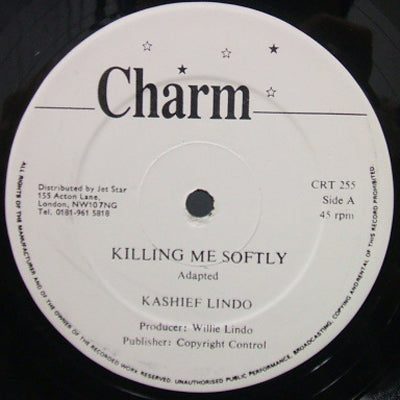 Charm
Distributed by Jet Star
155 Acton Lane,
London, NW10 7NG
Tel. 0181-961 5818
CRT 255
Side A
45 rpm
KILLING ME SOFTLY
Adapted
KASHIEF LINDO
Producer: Willie Lindo
Publisher: Copyright Control
ALL RIGHTS OF THE MANUFACTURER AND OF THE OWNER OF THE RECORDED WORK RESERVED. UNAUTHORISED PUBLIC PERFORMANCE, BROADCASTING, COPYING AND RENTAL OF THIS RECORD PROHIBITED.